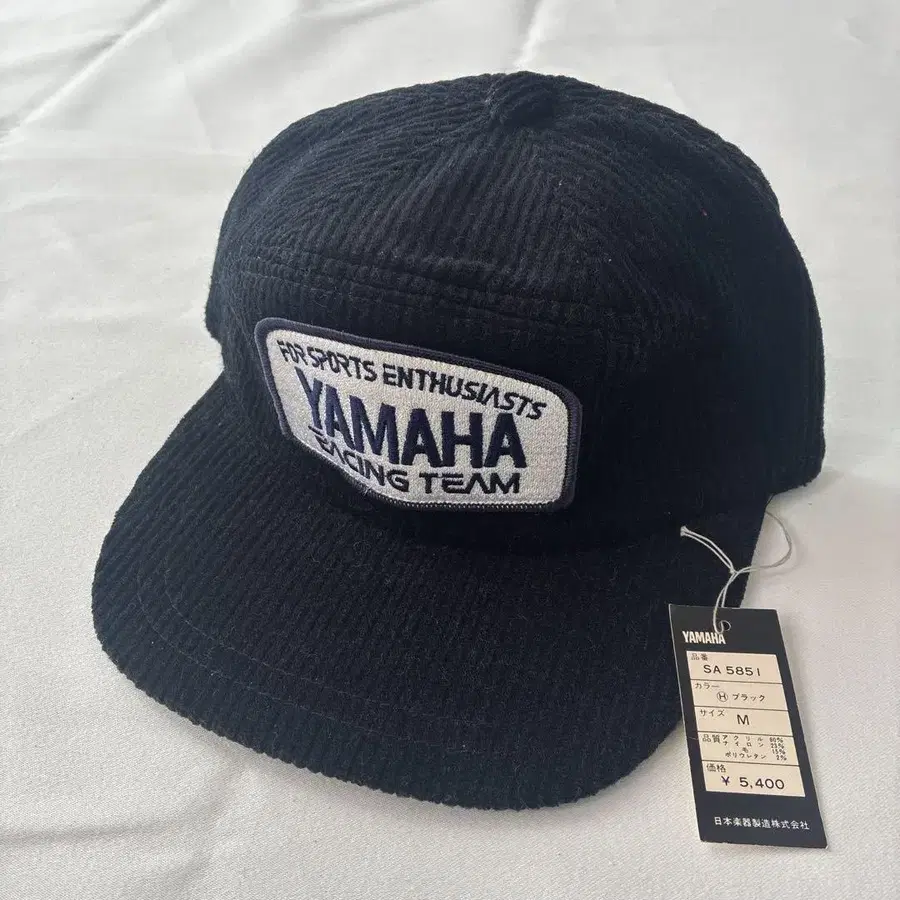 FOR SPORTS ENTHUSIASTS
YAMAHA
RACING TEAM
YAMAHA
品番
SA 5851
カラー
Ⓗ ブラック
サイズ M
品質 アクリル 60%
ナイロン 23%
毛 15%
ポリウレタン 2%
価格
¥ 5,400
日本楽器製造株式会社